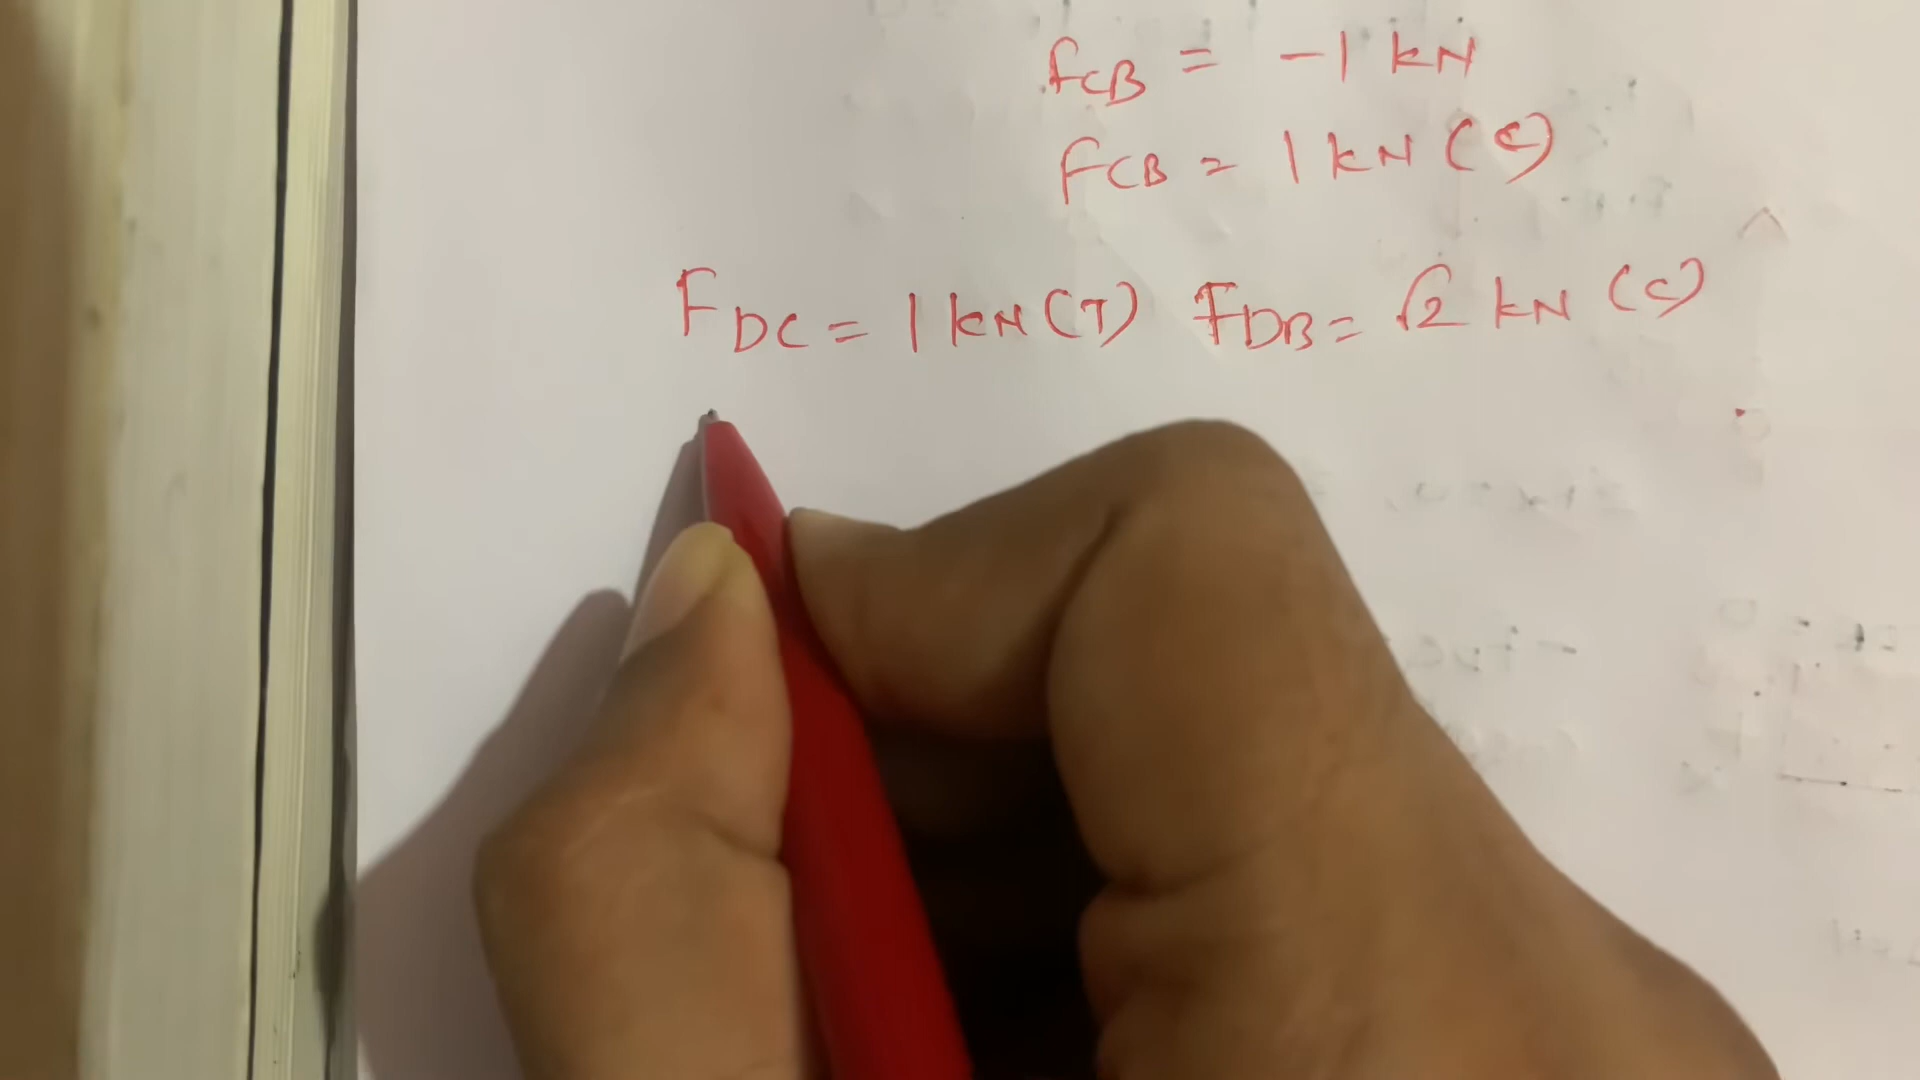 fCB = -1 kN
FCB = 1 kN (C)
FDC = 1 kN (T) FDB = √2 kN (C)